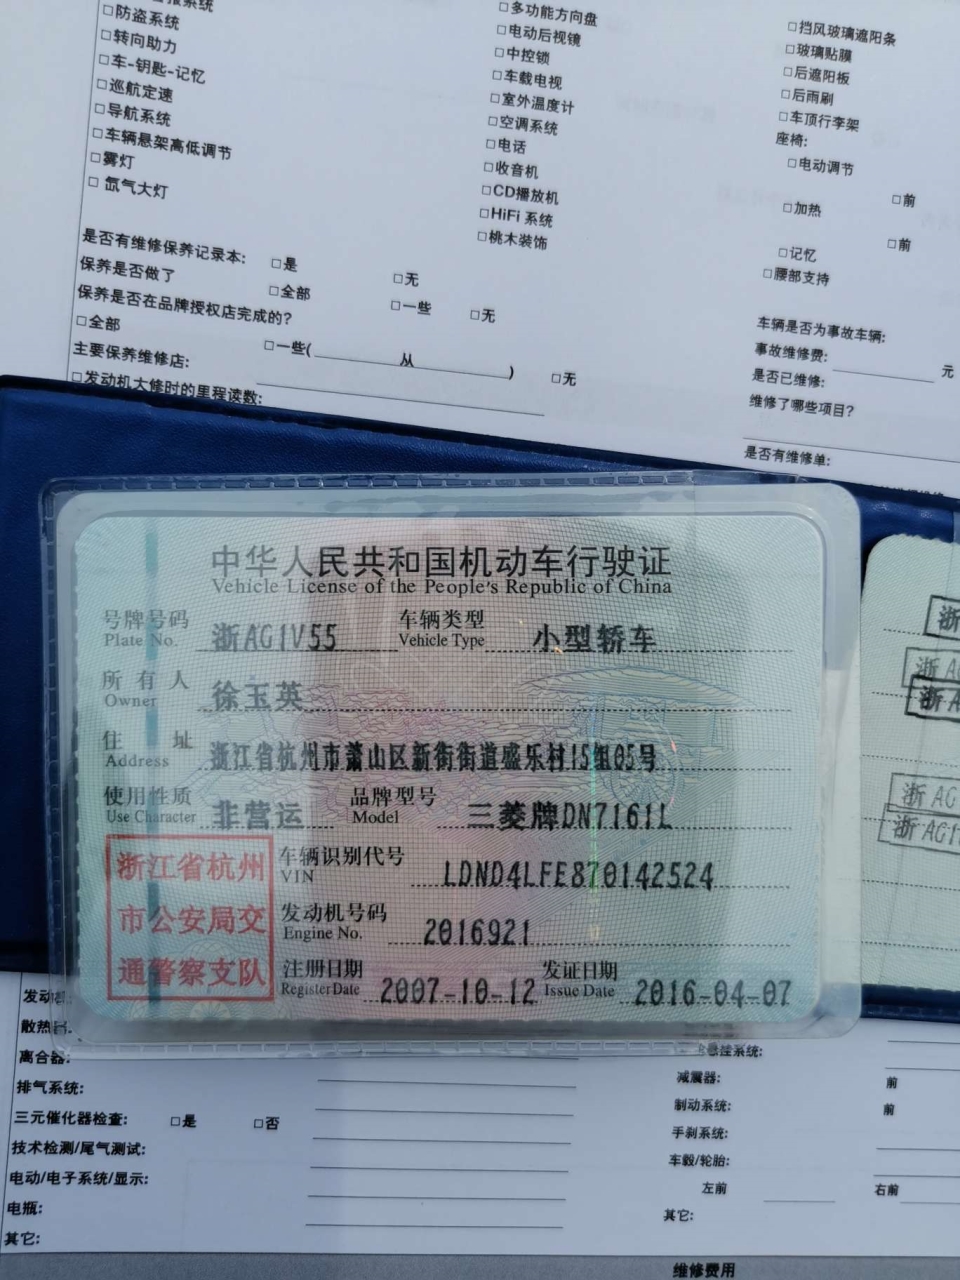 □防盗系统
□转向助力
□车-钥匙-记忆
□巡航定速
□导航系统
□车辆悬架高低调节
□雾灯
□氙气大灯
□多功能方向盘
□电动后视镜
□中控锁
□车载电视
□室外温度计
□空调系统
□电话
□收音机
□CD播放机
□HiFi 系统
□桃木装饰
□挡风玻璃遮阳条
□玻璃贴膜
□后遮阳板
□后雨刷
□车顶行李架
座椅:
□电动调节 □前
□加热 □前
□记忆
□腰部支持
是否有维修保养记录本: □是 □无
保养是否做了 □全部 □一些 □无
保养是否在品牌授权店完成的?
□全部 □一些( 从 ) □无
主要保养维修店:
□发动机大修时的里程读数:
车辆是否为事故车辆:
事故维修费: 元
是否已维修:
维修了哪些项目?
是否有维修单:
中华人民共和国机动车行驶证
Vehicle License of the People's Republic of China
号牌号码 浙AG1V55 车辆类型 小型轿车
Plate No. Vehicle Type
所有人 徐玉英
Owner
住址 浙江省杭州市萧山区新街街道盛乐村15组05号
Address
使用性质 非营运 品牌型号 三菱牌DN7161L
Use Character Model
浙江省杭州
市公安局交
通警察支队
车辆识别代号 LDND4LFE870142524
VIN
发动机号码 2016921
Engine No.
注册日期 2007-10-12 发证日期 2016-04-07
Register Date Issue Date
浙
浙AG
浙A
浙 AG
浙 AG1
离合器:
排气系统:
三元催化器检查: □是 □否
技术检测/尾气测试:
电动/电子系统/显示:
电瓶:
其它:
悬挂系统:
减震器: 前
制动系统: 前
手刹系统:
车毂/轮胎:
左前 右前
其它:
维修费用